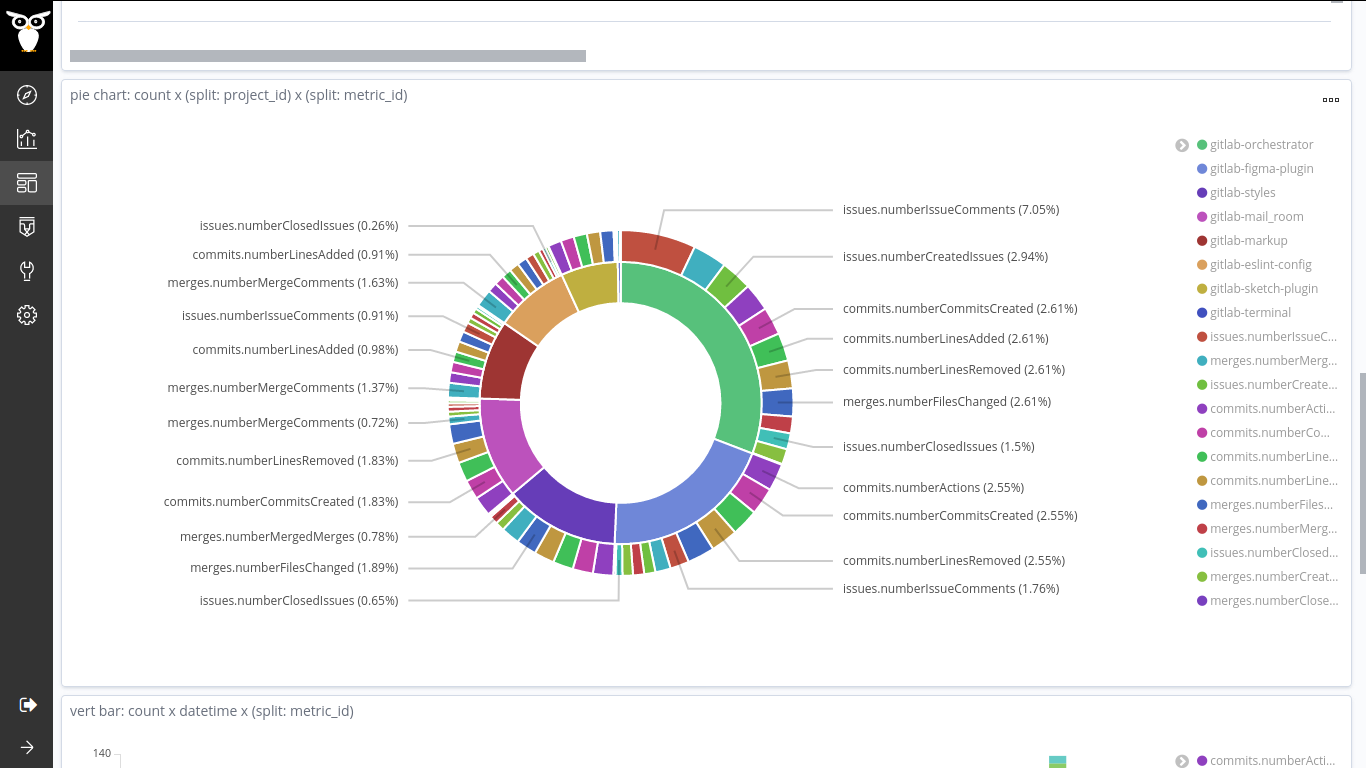 pie chart: count x (split: project_id) x (split: metric_id)
issues.numberClosedIssues (0.26%)
commits.numberLinesAdded (0.91%)
merges.numberMergeComments (1.63%)
issues.numberIssueComments (0.91%)
commits.numberLinesAdded (0.98%)
merges.numberMergeComments (1.37%)
merges.numberMergeComments (0.72%)
commits.numberLinesRemoved (1.83%)
commits.numberCommitsCreated (1.83%)
merges.numberMergedMerges (0.78%)
merges.numberFilesChanged (1.89%)
issues.numberClosedIssues (0.65%)
issues.numberIssueComments (7.05%)
issues.numberCreatedIssues (2.94%)
commits.numberCommitsCreated (2.61%)
commits.numberLinesAdded (2.61%)
commits.numberLinesRemoved (2.61%)
merges.numberFilesChanged (2.61%)
issues.numberClosedIssues (1.5%)
commits.numberActions (2.55%)
commits.numberCommitsCreated (2.55%)
commits.numberLinesRemoved (2.55%)
issues.numberIssueComments (1.76%)
gitlab-orchestrator
gitlab-figma-plugin
gitlab-styles
gitlab-mail_room
gitlab-markup
gitlab-eslint-config
gitlab-sketch-plugin
gitlab-terminal
issues.numberIssueC...
merges.numberMerg...
issues.numberCreate...
commits.numberActi...
commits.numberCo...
commits.numberLine...
commits.numberLine...
merges.numberFiles...
merges.numberMerg...
issues.numberClosed...
merges.numberCreat...
merges.numberClose...
vert bar: count x datetime x (split: metric_id)
140
commits.numberActi...